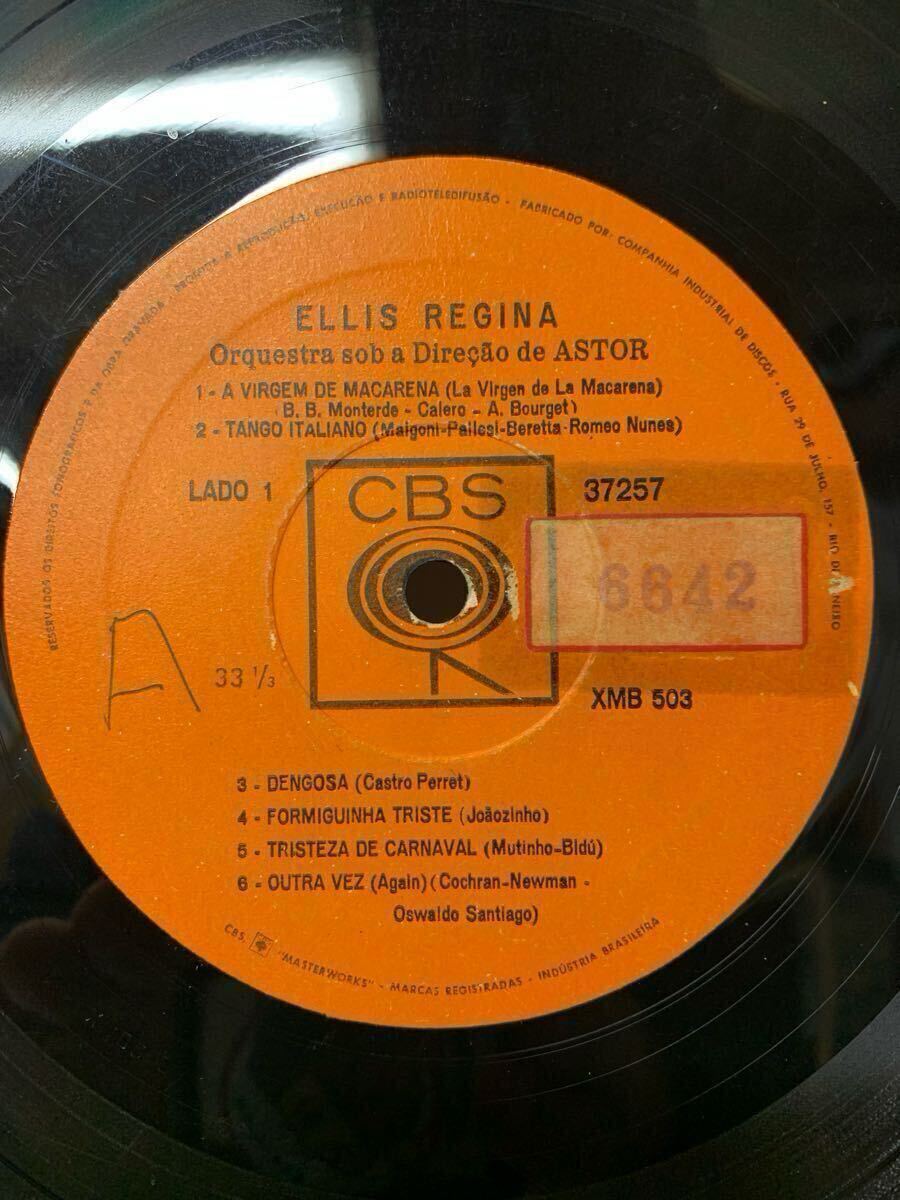 RESERVADOS OS DIREITOS FONOGRÁFICOS E DA OBRA GRAVADA - PROIBIDA A REPRODUÇÃO, EXECUÇÃO E RADIOTELEDIFUSÃO - FABRICADO POR: COMPANHIA INDUSTRIAL DE DISCOS - RUA 29 DE JULHO, 157 - RIO DE JANEIRO
ELLIS REGINA
Orquestra sob a Direção de ASTOR
1 - A VIRGEM DE MACARENA (La Virgen de La Macarena)
(B. B. Monterde - Calero - A. Bourget)
2 - TANGO ITALIANO (Malgoni-Pallesi-Beretta-Romeo Nunes)
LADO 1
CBS
37257
6642
A
33 1/3
XMB 503
3 - DENGOSA (Castro Perret)
4 - FORMIGUINHA TRISTE (Joãozinho)
5 - TRISTEZA DE CARNAVAL (Mutinho-Bidú)
6 - OUTRA VEZ (Again) (Cochran-Newman -
Oswaldo Santiago)
CBS, "MASTERWORKS" - MARCAS REGISTRADAS - INDÚSTRIA BRASILEIRA